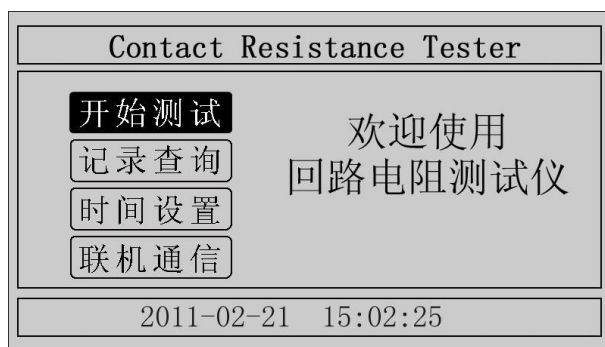 Contact Resistance Tester
开始测试
记录查询
时间设置
联机通信
欢迎使用
回路电阻测试仪
2011-02-21 15:02:25